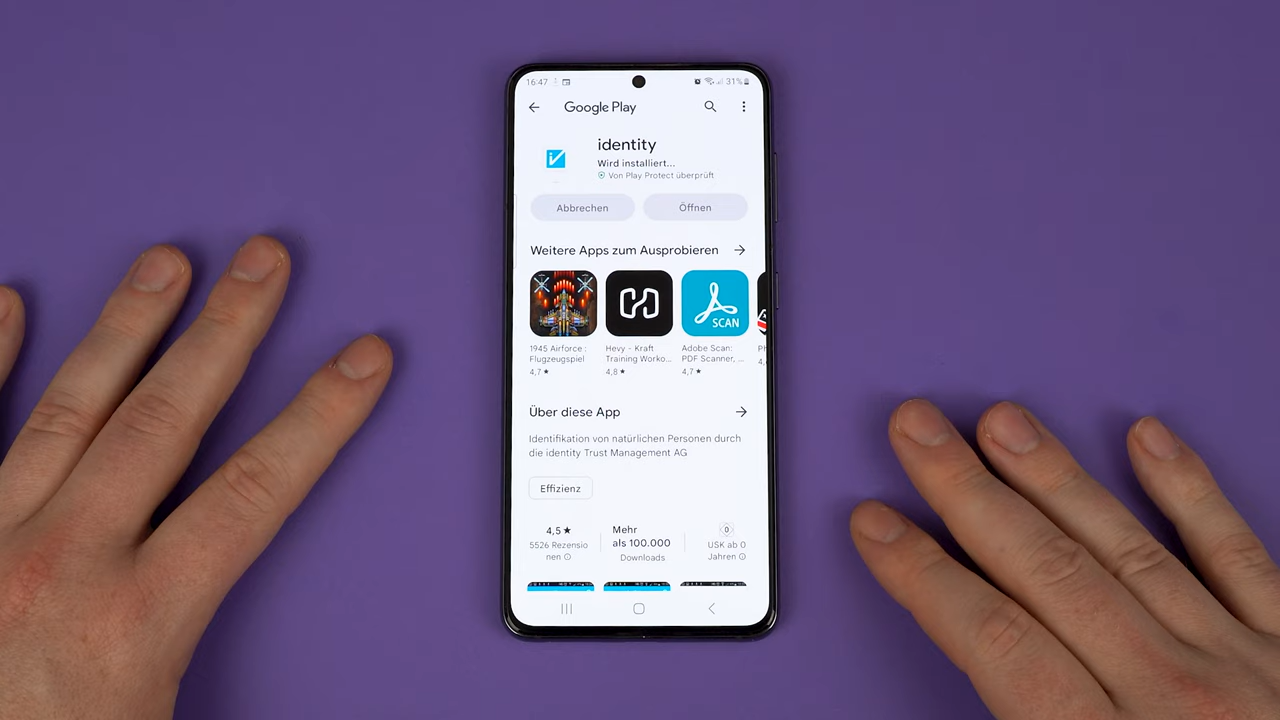 16:47
31%
Google Play
identity
Wird installiert...
Von Play Protect überprüft
Abbrechen
Öffnen
Weitere Apps zum Ausprobieren
SCAN
1945 Airforce :
Flugzeugspiel
4,7 ★
Hevy - Kraft
Training Worko...
4,8 ★
Adobe Scan:
PDF Scanner, ...
4,7 ★
Über diese App
Identifikation von natürlichen Personen durch
die identity Trust Management AG
Effizienz
4,5 ★
5526 Rezensio
nen
Mehr
als 100.000
Downloads
0
USK ab 0
Jahren